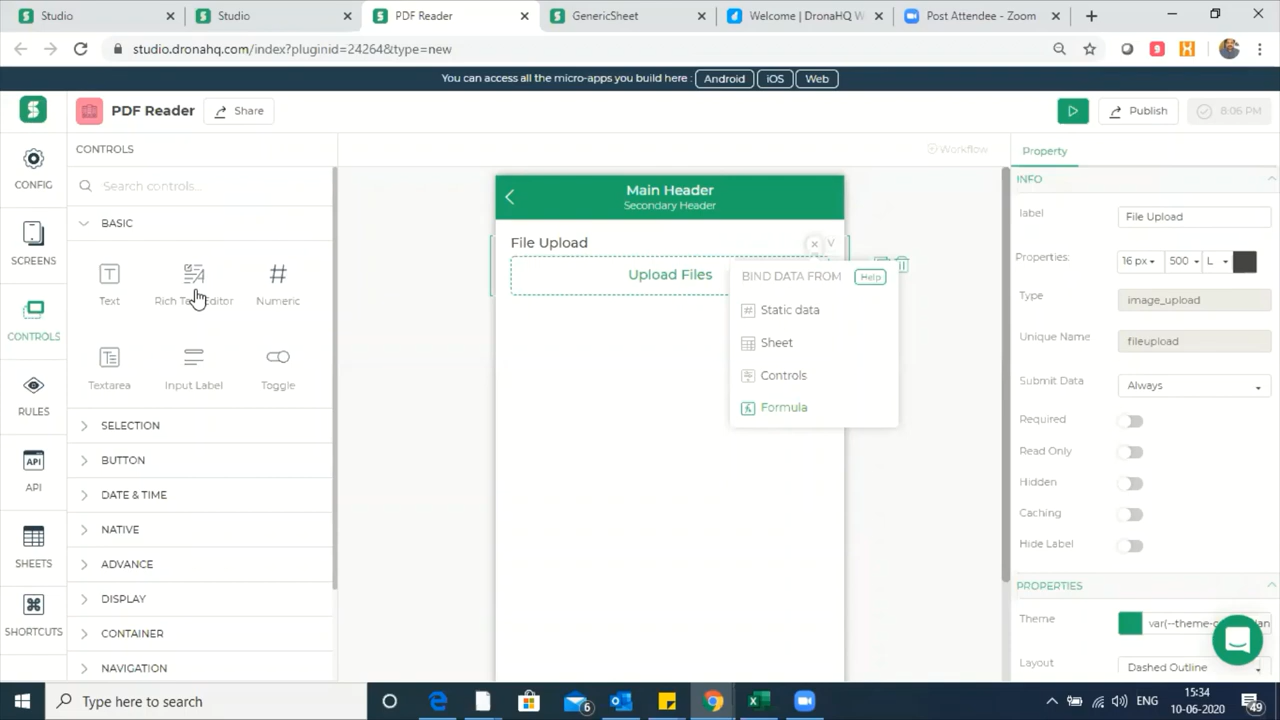 Studio
Studio
PDF Reader
GenericSheet
Welcome | DronaHQ W
Post Attendee - Zoom
studio.dronahq.com/index?pluginid=24264&type=new
You can access all the micro-apps you build here :
Android
iOS
Web
PDF Reader
Share
Publish
8:06 PM
CONFIG
SCREENS
CONTROLS
RULES
API
API
SHEETS
SHORTCUTS
CONTROLS
Search controls...
BASIC
Text
Numeric
Textarea
Input Label
Toggle
SELECTION
BUTTON
DATE & TIME
NATIVE
ADVANCE
DISPLAY
CONTAINER
NAVIGATION
Workflow
Main Header
Secondary Header
File Upload
V
Upload Files
BIND DATA FROM
Help
Static data
Sheet
Controls
Formula
Property
INFO
label
File Upload
Properties:
16 px
500
L
Type
image_upload
Unique Name
fileupload
Submit Data
Always
Required
Read Only
Hidden
Caching
Hide Label
PROPERTIES
Theme
Layout
Dashed Outline
Type here to search
6
ENG
15:34
10-06-2020
49